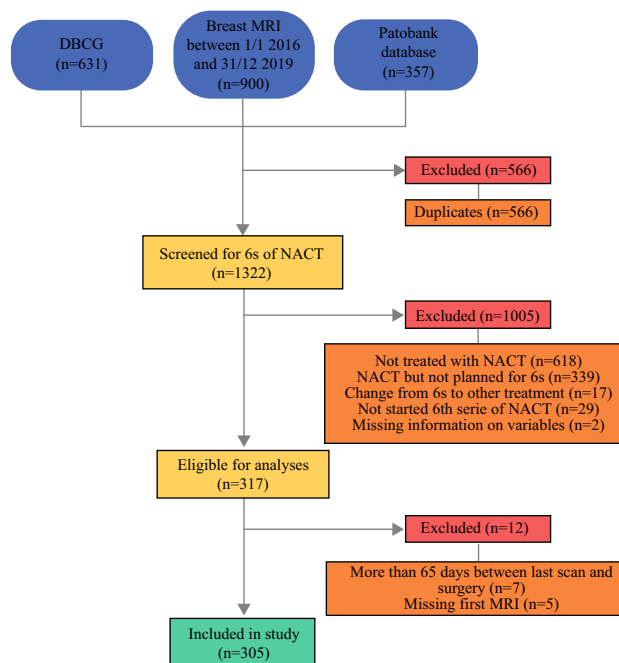 DBCG
(n=631)
Breast MRI
between 1/1 2016
and 31/12 2019
(n=900)
Patobank
database
(n=357)
Excluded (n=566)
Duplicates (n=566)
Screened for 6s of NACT
(n=1322)
Excluded (n=1005)
Not treated with NACT (n=618)
NACT but not planned for 6s (n=339)
Change from 6s to other treatment (n=17)
Not started 6th serie of NACT (n=29)
Missing information on variables (n=2)
Eligible for analyses
(n=317)
Excluded (n=12)
More than 65 days between last scan and
surgery (n=7)
Missing first MRI (n=5)
Included in study
(n=305)